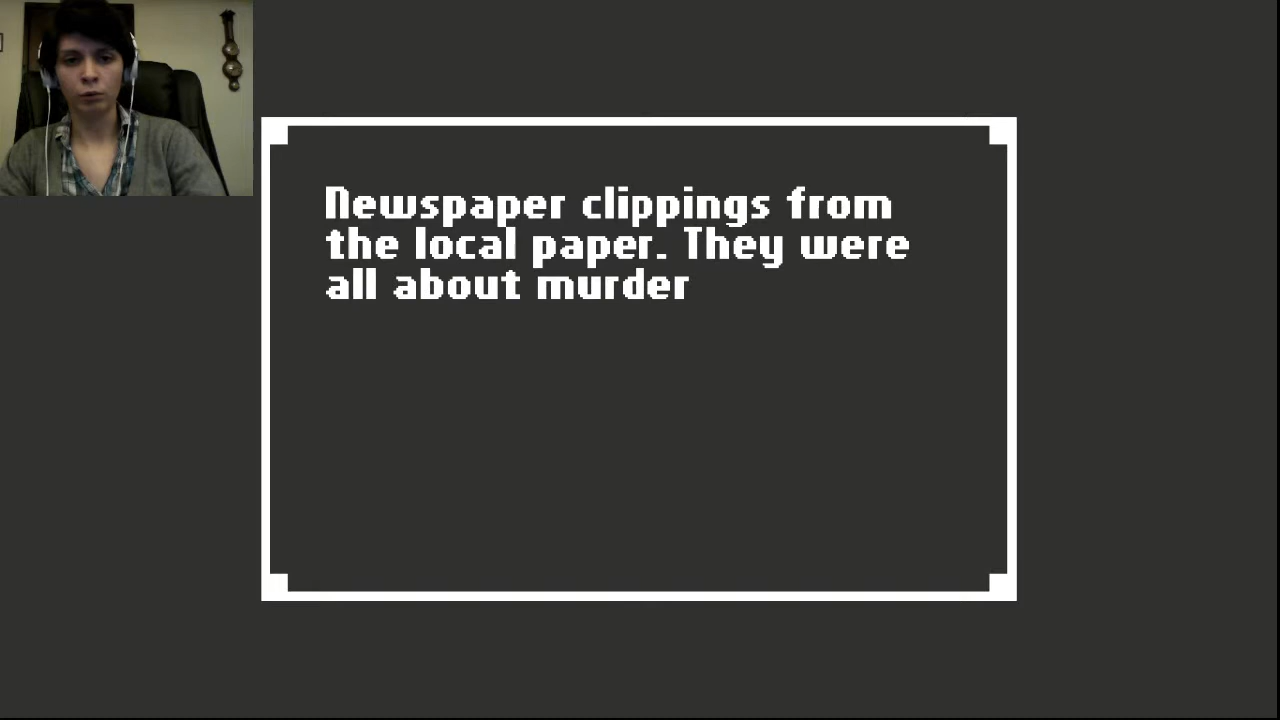 Newspaper clippings from
the local paper. They were
all about murder